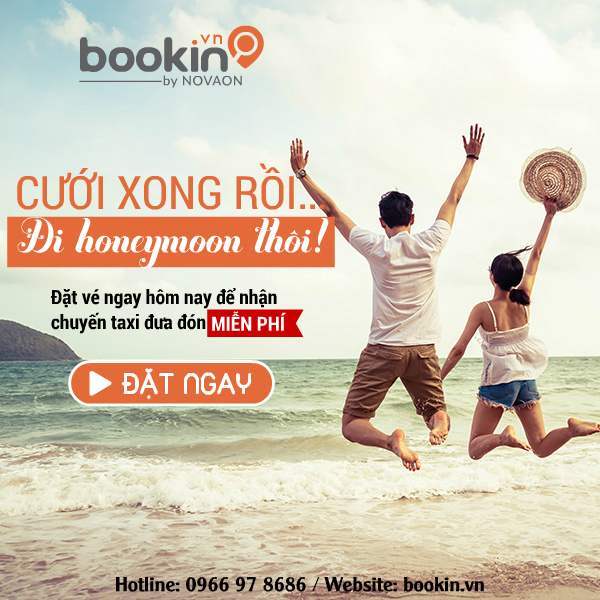 bookin
vn
by NOVAON
CƯỚI XONG RỒI...
Đi honeymoon thôi!
Đặt vé ngay hôm nay để nhận
chuyến taxi đưa đón MIỄN PHÍ
ĐẶT NGAY
Hotline: 0966 97 8686 / Website: bookin.vn